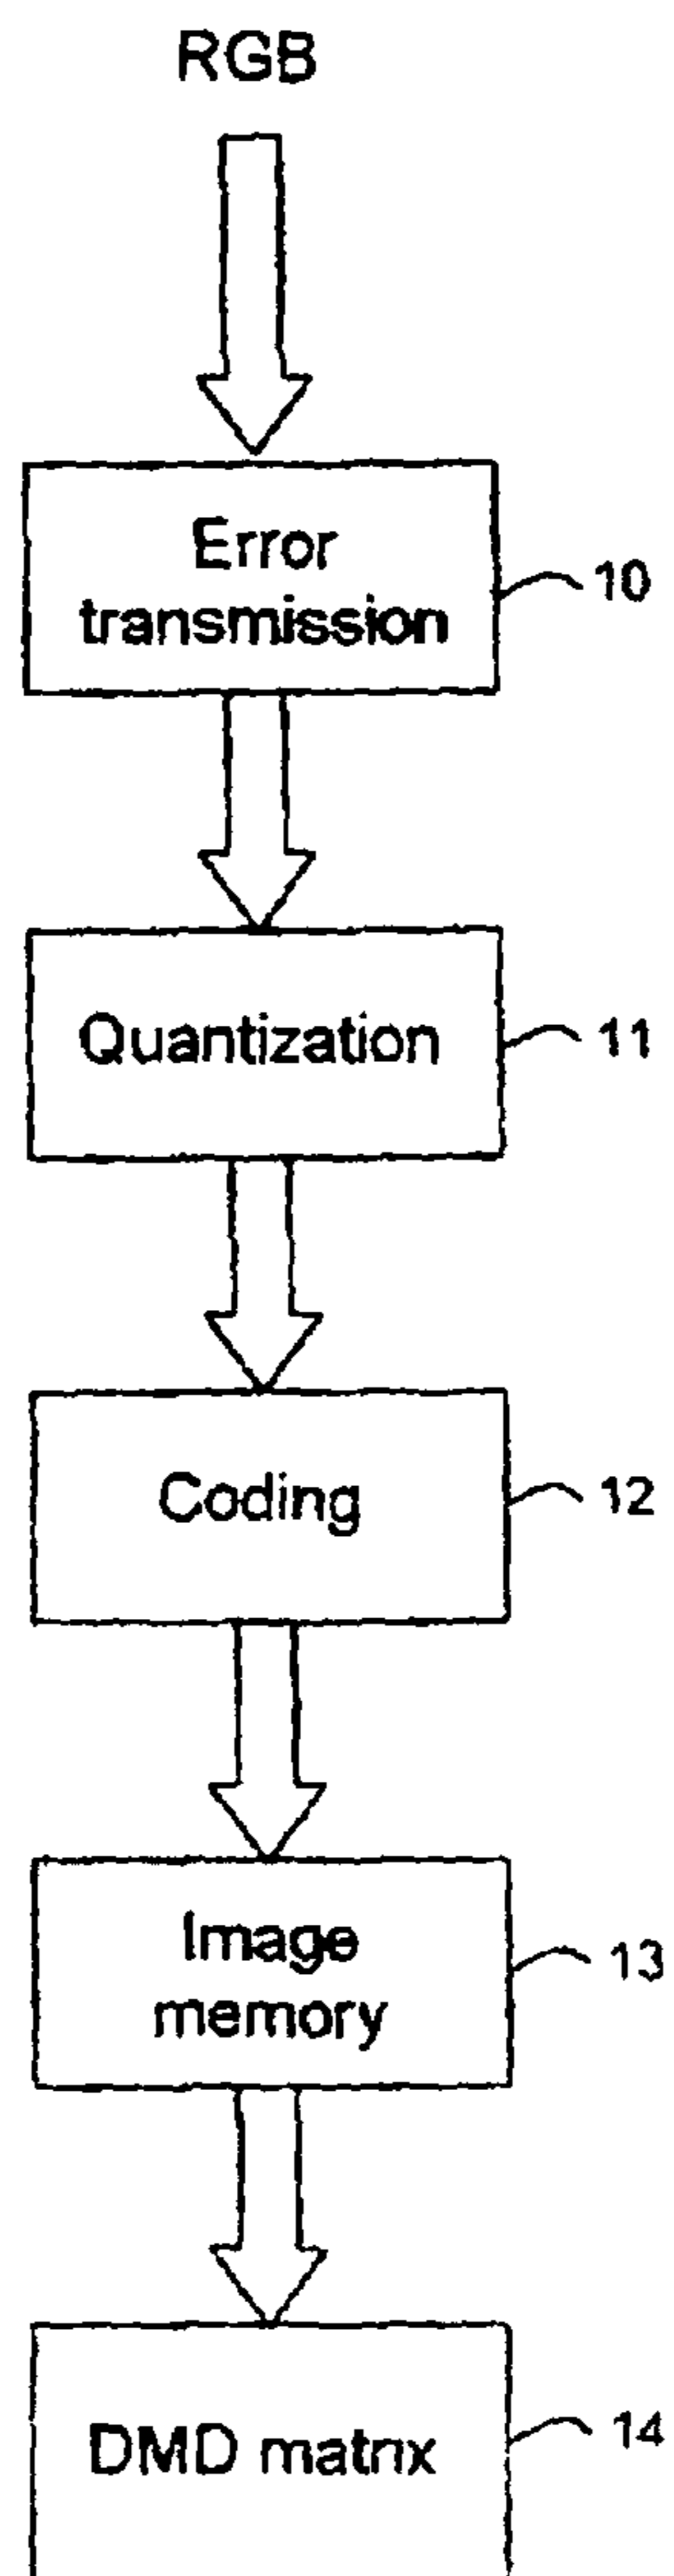 RGB
Error
transmission
10
Quantization
11
Coding
12
Image
memory
13
DMD matrix
14